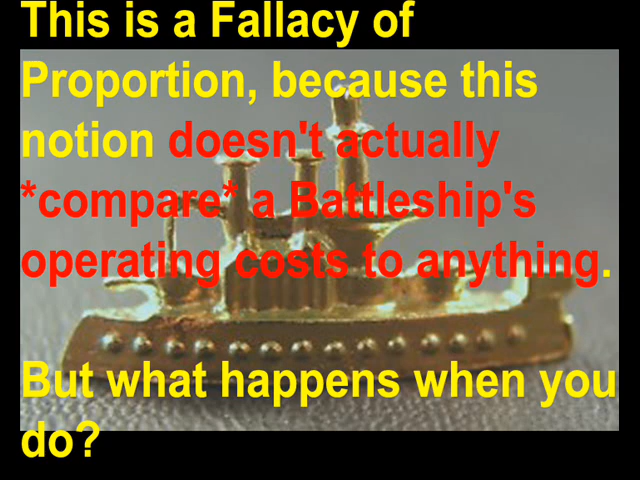 This is a Fallacy of
Proportion, because this
notion doesn't actually
*compare* a Battleship's
operating costs to anything.
But what happens when you
do?